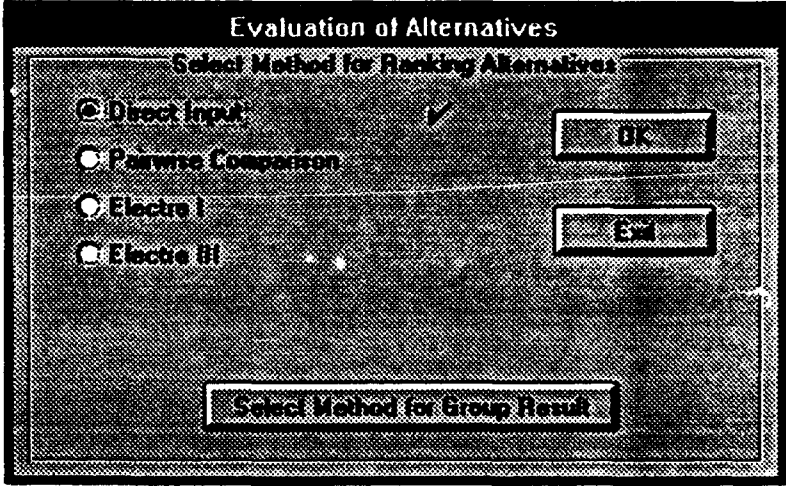 Evaluation of Alternatives
Select Method for Ranking Alternatives
Direct Input
OK
Pairwise Comparison
Electre I
Exit
Electre III
Select Method for Group Result